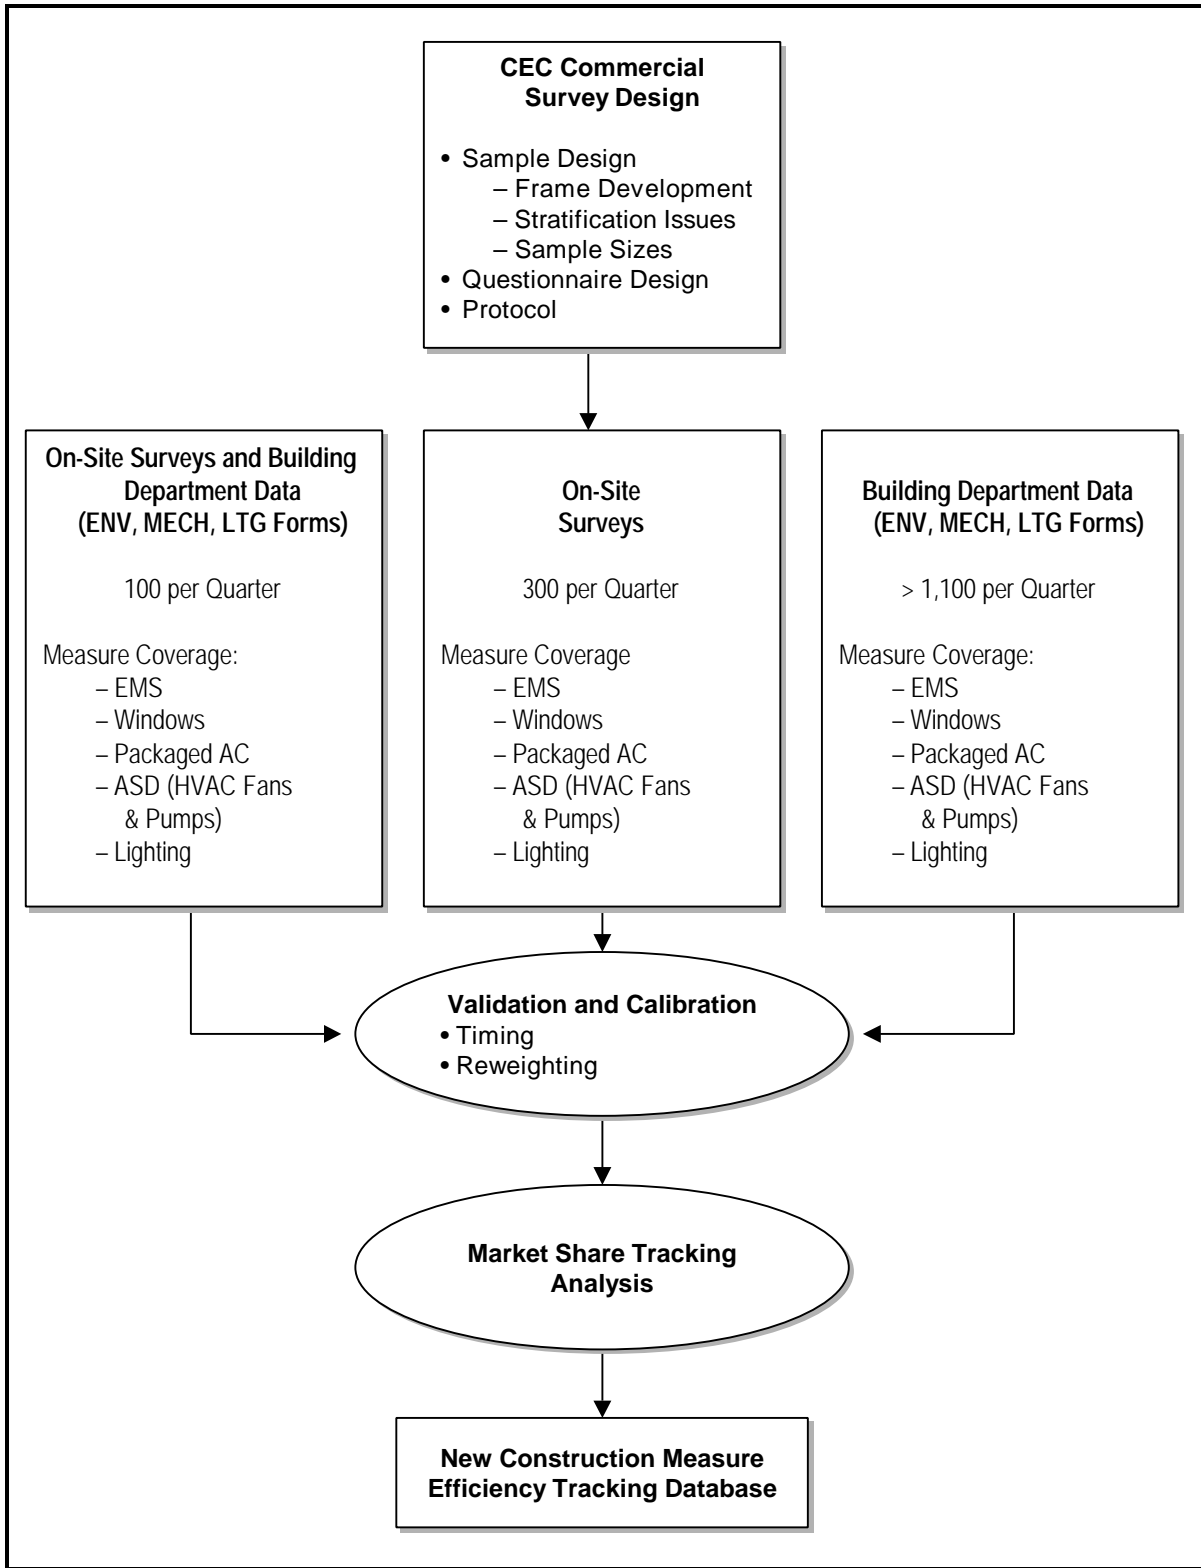 CEC Commercial
Survey Design
• Sample Design
– Frame Development
– Stratification Issues
– Sample Sizes
• Questionnaire Design
• Protocol
On-Site Surveys and Building
Department Data
(ENV, MECH, LTG Forms)
100 per Quarter
Measure Coverage:
– EMS
– Windows
– Packaged AC
– ASD (HVAC Fans
& Pumps)
– Lighting
On-Site
Surveys
300 per Quarter
Measure Coverage
– EMS
– Windows
– Packaged AC
– ASD (HVAC Fans
& Pumps)
– Lighting
Building Department Data
(ENV, MECH, LTG Forms)
> 1,100 per Quarter
Measure Coverage:
– EMS
– Windows
– Packaged AC
– ASD (HVAC Fans
& Pumps)
– Lighting
Validation and Calibration
• Timing
• Reweighting
Market Share Tracking
Analysis
New Construction Measure
Efficiency Tracking Database